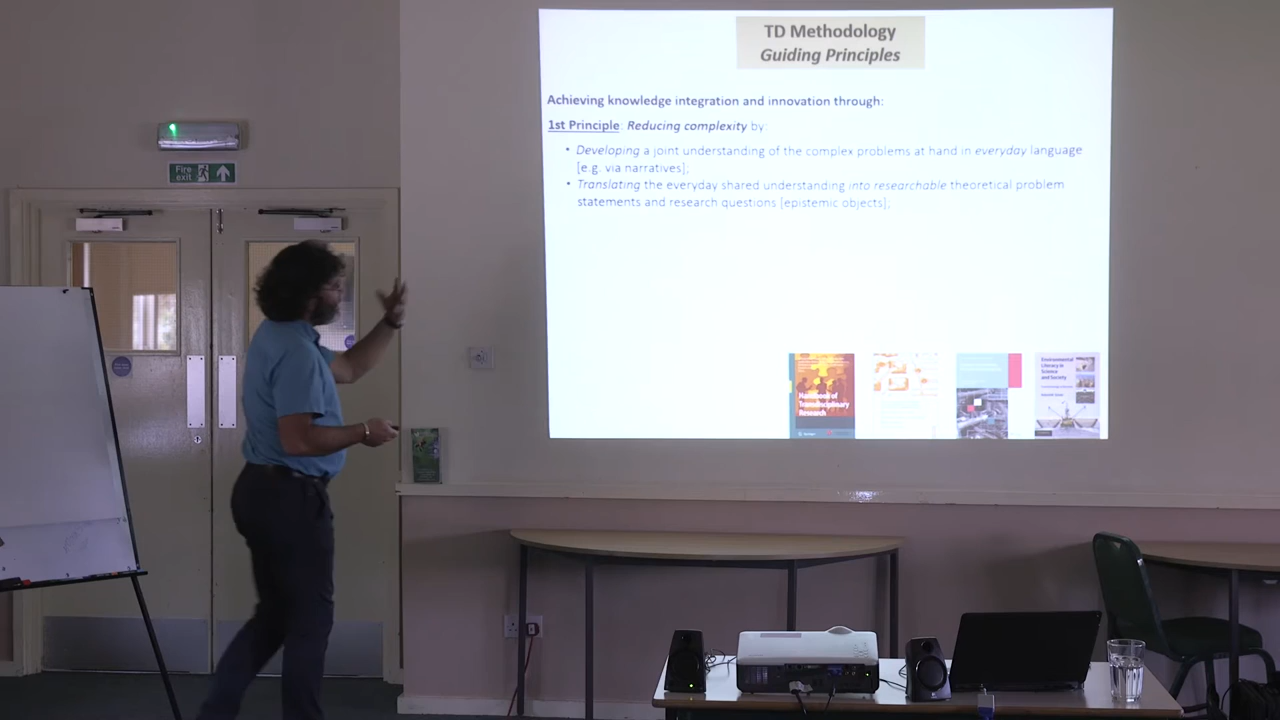 TD Methodology
Guiding Principles
Achieving knowledge integration and innovation through:
1st Principle: Reducing complexity by:
• Developing a joint understanding of the complex problems at hand in everyday language
[e.g. via narratives];
• Translating the everyday shared understanding into researchable theoretical problem
statements and research questions [epistemic objects];
Handbook of
Transdisciplinary
Research
Environmental
Literacy in
Science
and Society
Fire
exit